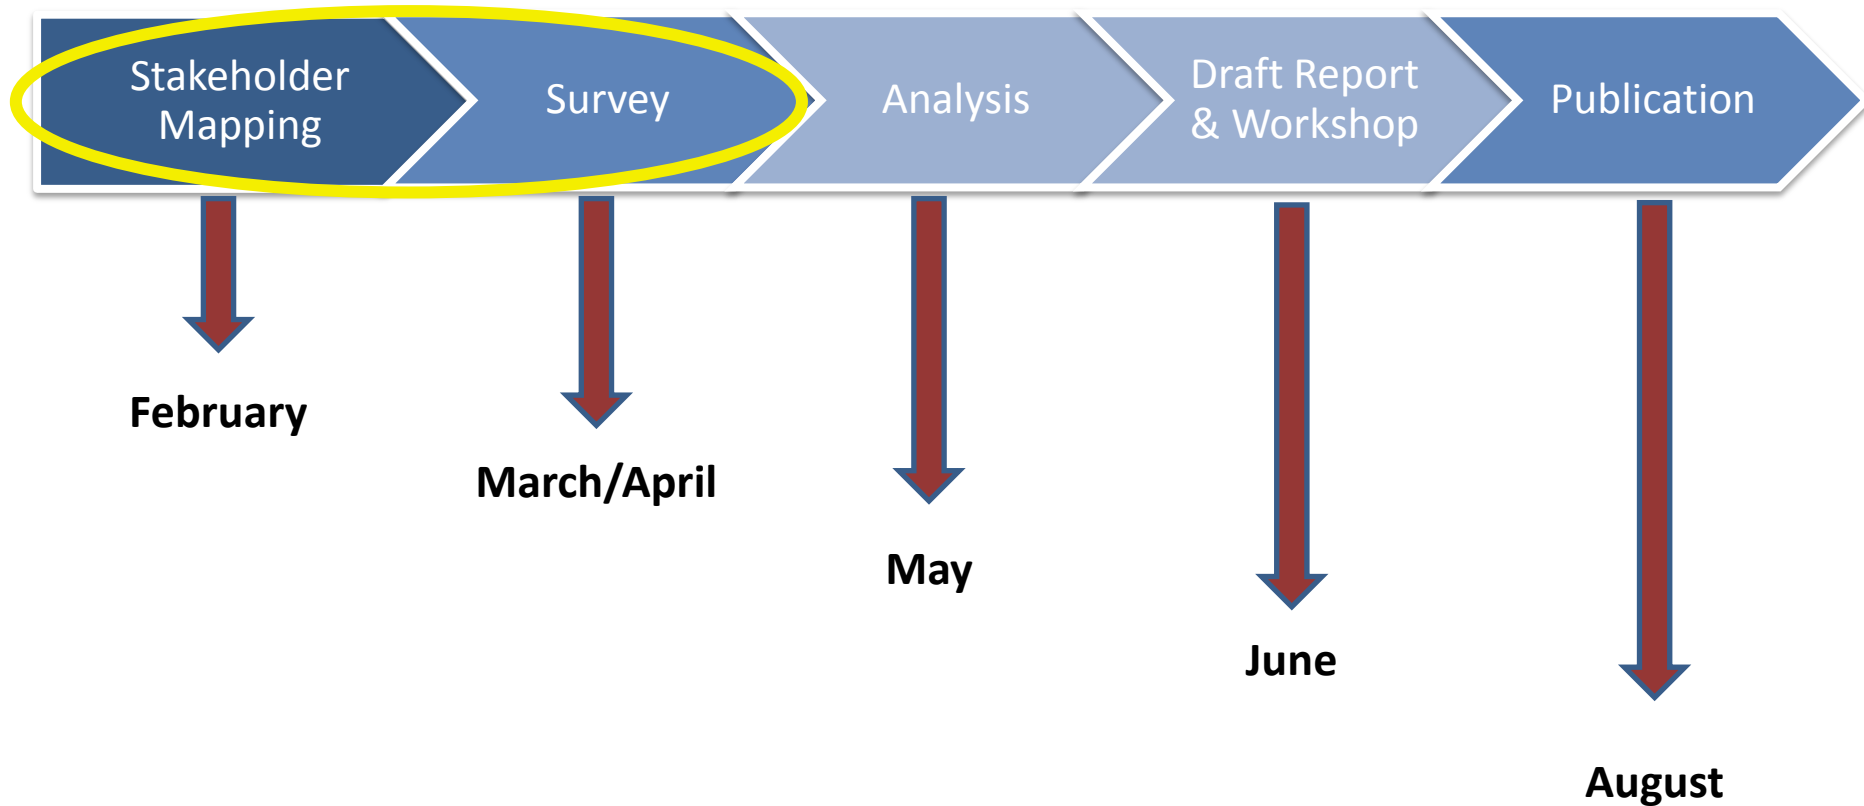 Stakeholder
Mapping
Survey
Analysis
Draft Report
& Workshop
Publication
February
March/April
May
June
August